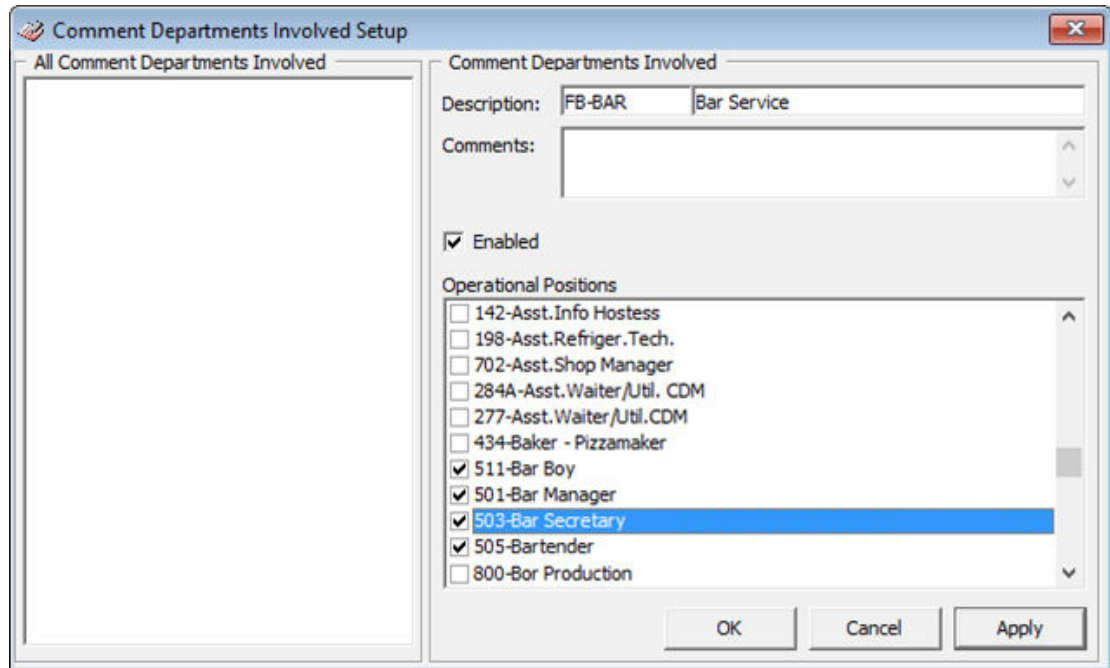 Comment Departments Involved Setup
All Comment Departments Involved
Comment Departments Involved
Description: FB-BAR Bar Service
Comments:
Enabled
Operational Positions
142-Asst.Info Hostess
198-Asst.Refriger.Tech.
702-Asst.Shop Manager
284A-Asst.Waiter/Util. CDM
277-Asst.Waiter/Util.CDM
434-Baker - Pizzamaker
511-Bar Boy
501-Bar Manager
503-Bar Secretary
505-Bartender
800-Bor Production
OK Cancel Apply